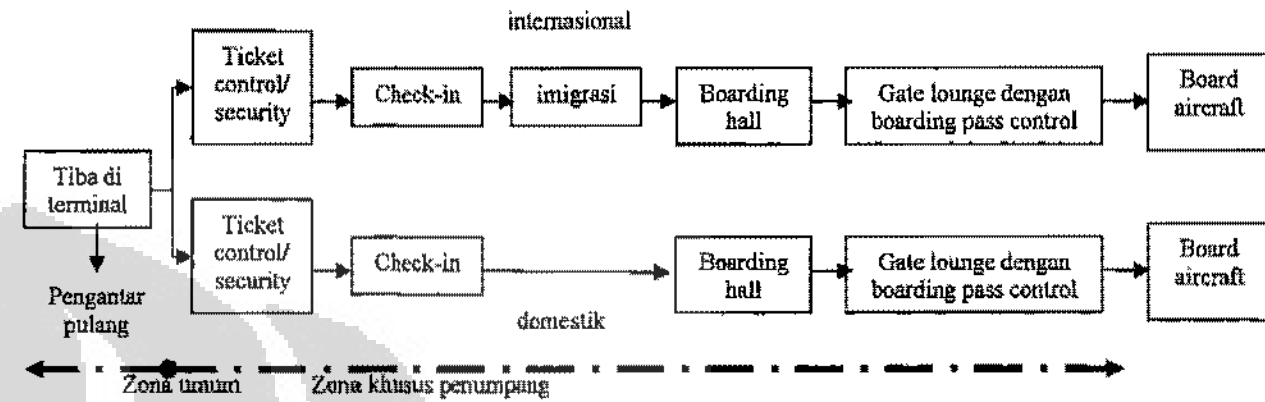 internasional
Ticket
control/
security
Check-in
imigrasi
Boarding
hall
Gate lounge dengan
boarding pass control
Board
aircraft
Tiba di
terminal
Ticket
control/
security
Check-in
Boarding
hall
Gate lounge dengan
boarding pass control
Board
aircraft
Pengantar
pulang
domestik
Zona umum
Zona khusus penumpang